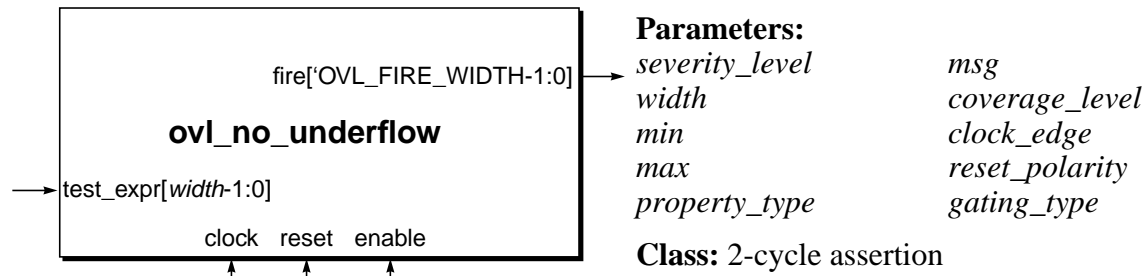 fire[‘OVL_FIRE_WIDTH-1:0]
ovl_no_underflow
test_expr[width-1:0]
clock reset enable
Parameters:
severity_level msg
width coverage_level
min clock_edge
max reset_polarity
property_type gating_type
Class: 2-cycle assertion